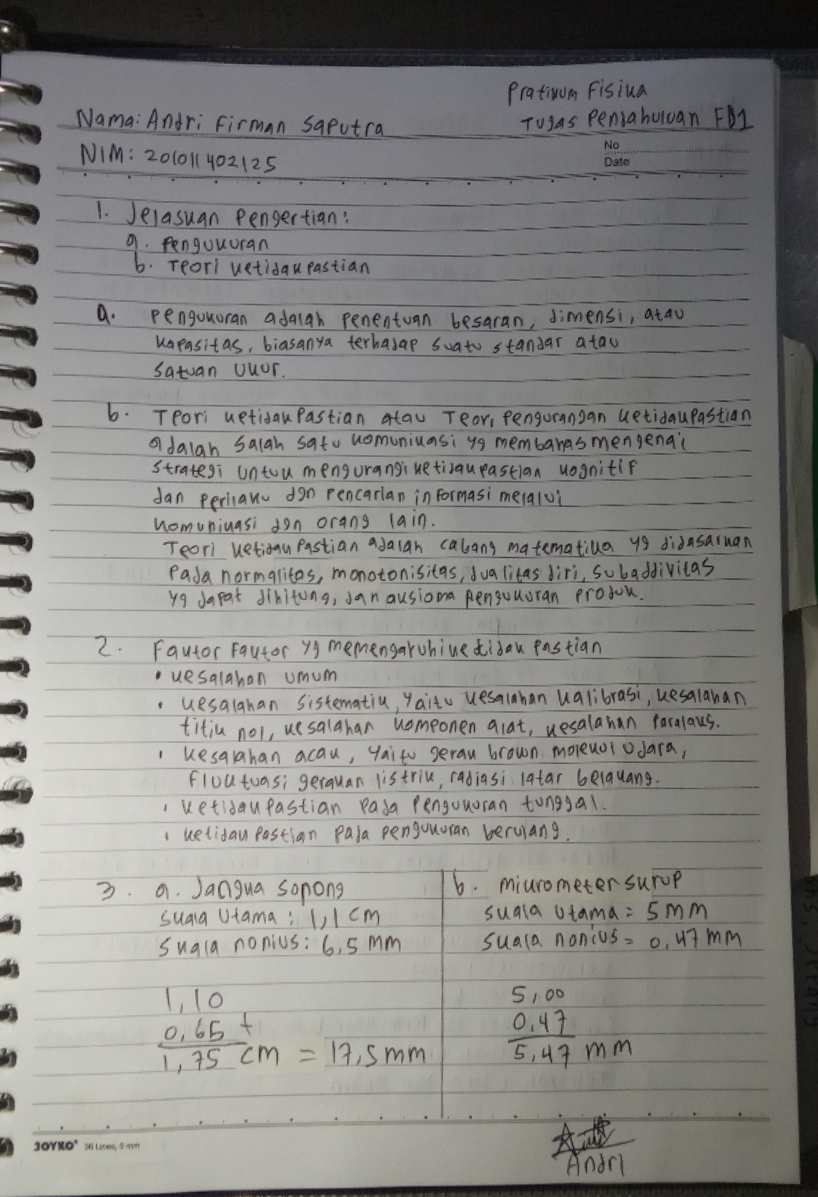 Pratikum Fisika
Nama: Andri Firman Saputra
Tugas Pendahuluan FD1
NIM: 201011402125
No
Date
1. Jelaskan Pengertian:
a. Pengukuran
b. Teori ketidakpastian
a. Pengukuran adalah penentuan besaran, dimensi, atau
kapasitas, biasanya terhadap suatu standar atau
satuan ukur.
b. Teori ketidakpastian atau Teori pengurangan ketidakpastian
adalah salah satu komunikasi yg membahas mengenai
strategi untuk mengurangi ketidakpastian kognitif
dan perilaku dgn pencarian informasi melalui
komunikasi dgn orang lain.
Teori ketidakpastian adalah cabang matematika yg didasarkan
pada normalitas, monotonisitas, dualitas diri, subaddivitas
yg dapat dihitung, dan aksioma pengukuran produk.
2. Faktor Faktor yg memengaruhi ketidakpastian
• kesalahan umum
• kesalahan sistematik, yaitu kesalahan kalibrasi, kesalahan
titik nol, kesalahan komponen alat, kesalahan paralaks.
• kesalahan acak, yaitu gerak brown molekul udara,
fluktuasi gerakan listrik, radiasi latar belakang.
• ketidakpastian pada pengukuran tunggal.
• ketidakpastian pada pengukuran berulang.
3. a. Jangka sorong
skala utama: 1,1 cm
skala nonius: 6,5 mm
1,10
0,65 +
1,75 cm = 17,5 mm
b. mikrometer skrup
skala utama = 5 mm
skala nonius = 0,47 mm
5,00
0,47
5,47 mm
JOYKO 36 Lines, 8 mm
Andri